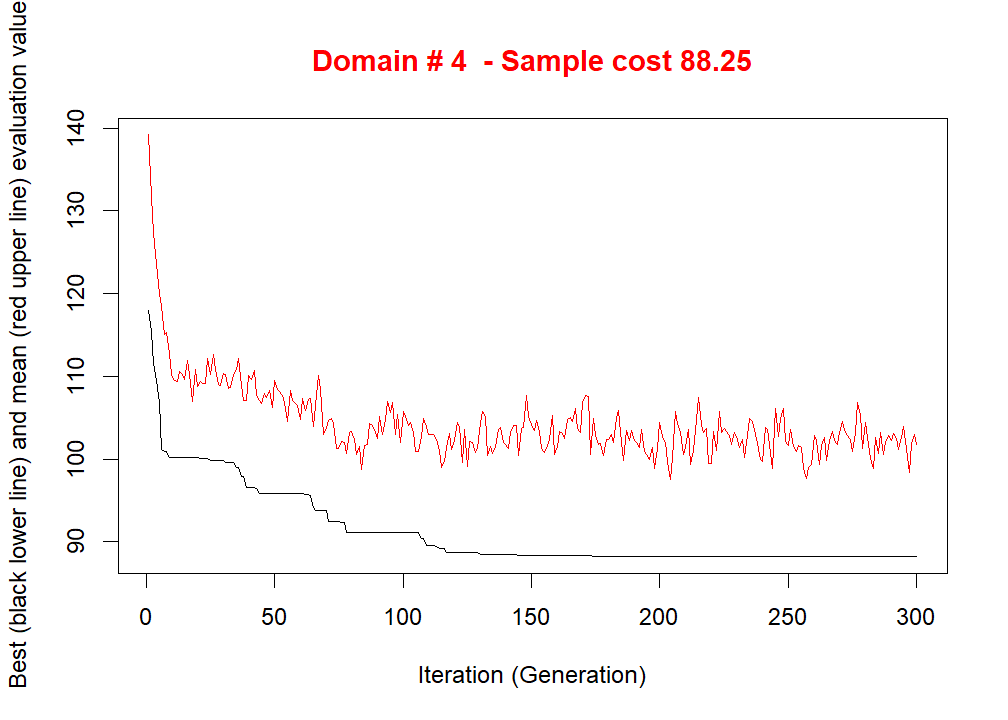 Domain # 4  - Sample cost 88.25
Best (black lower line) and mean (red upper line) evaluation value
140
130
120
110
100
90
0 50 100 150 200 250 300
Iteration (Generation)